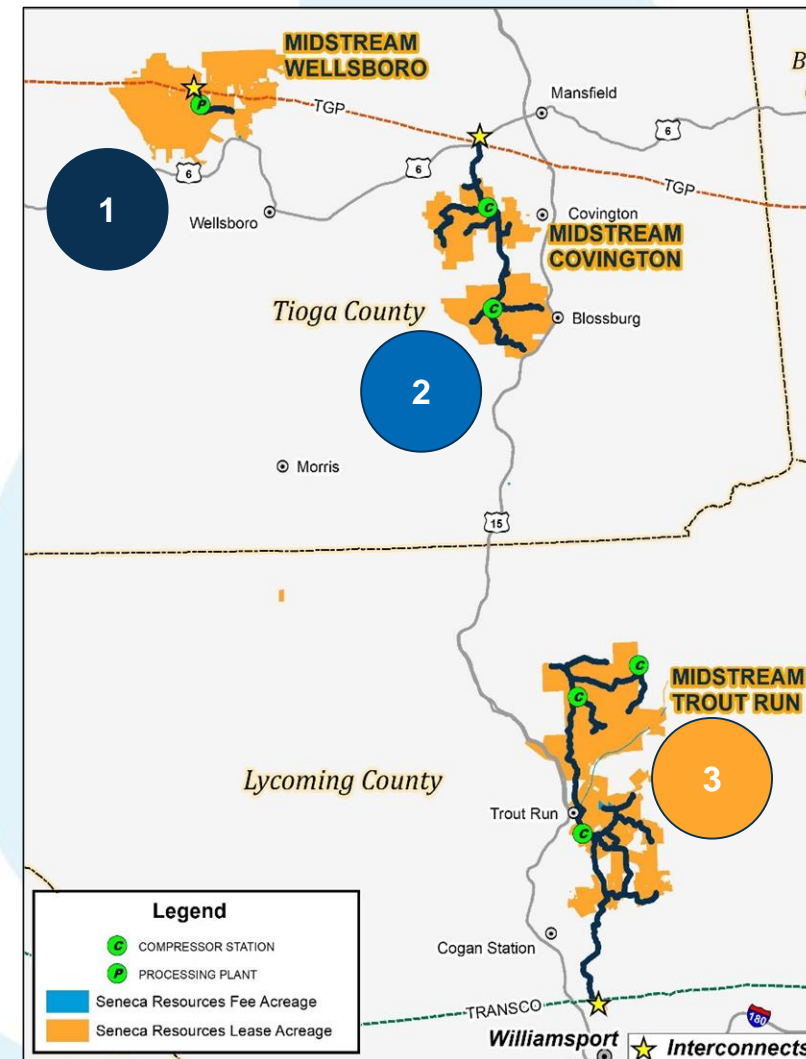 MIDSTREAM
WELLSBORO
B
Mansfield
P
TGP
6
6
TGP
6
1
Wellsboro
C
Covington
MIDSTREAM
COVINGTON
Tioga County
C
Blossburg
2
Morris
15
C
MIDSTREAM
TROUT RUN
C
Lycoming County
3
Trout Run
C
Legend
C COMPRESSOR STATION
P PROCESSING PLANT
Seneca Resources Fee Acreage
Seneca Resources Lease Acreage
Cogan Station
TRANSCO
180
Williamsport
Interconnects